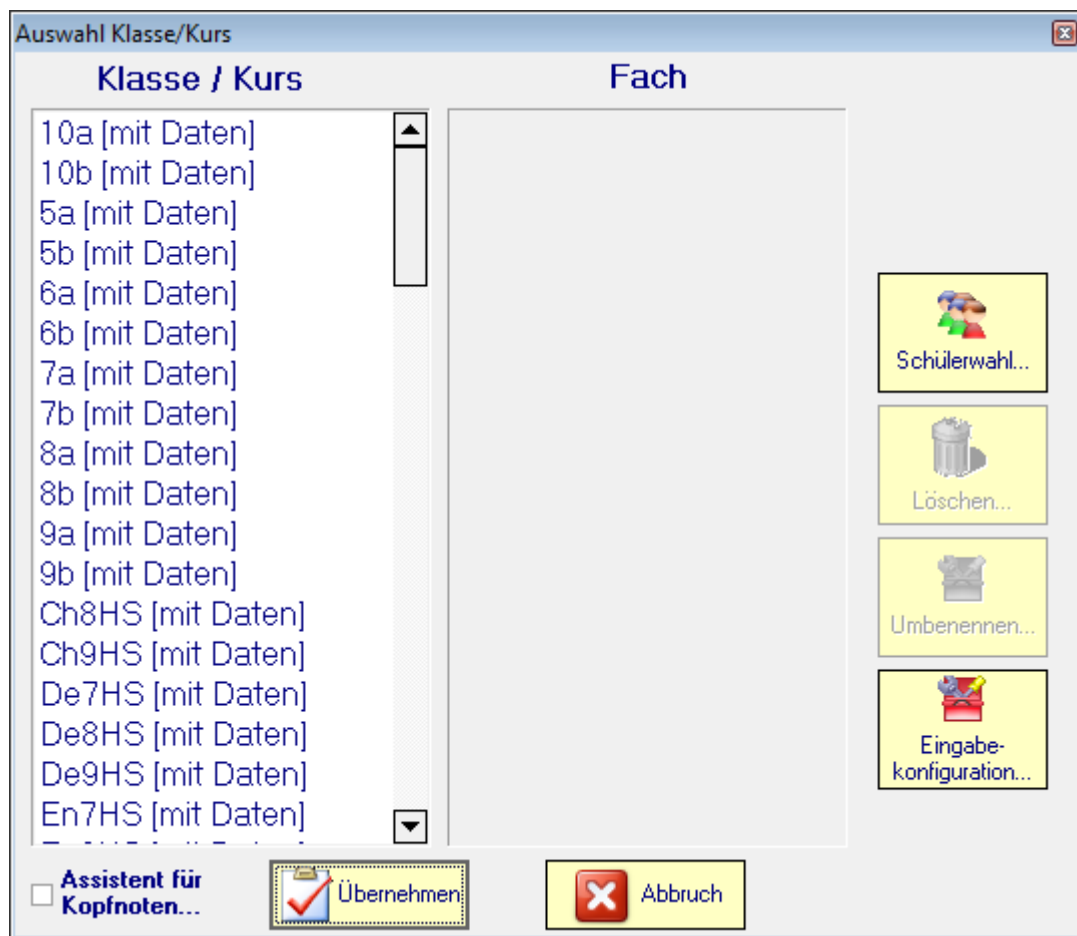 Auswahl Klasse/Kurs
Klasse / Kurs
Fach
10a [mit Daten]
10b [mit Daten]
5a [mit Daten]
5b [mit Daten]
6a [mit Daten]
6b [mit Daten]
7a [mit Daten]
7b [mit Daten]
8a [mit Daten]
8b [mit Daten]
9a [mit Daten]
9b [mit Daten]
Ch8HS [mit Daten]
Ch9HS [mit Daten]
De7HS [mit Daten]
De8HS [mit Daten]
De9HS [mit Daten]
En7HS [mit Daten]
Schülerwahl...
Löschen...
Umbenennen...
Eingabe-
konfiguration...
Assistent für
Kopfnoten...
Übernehmen
Abbruch